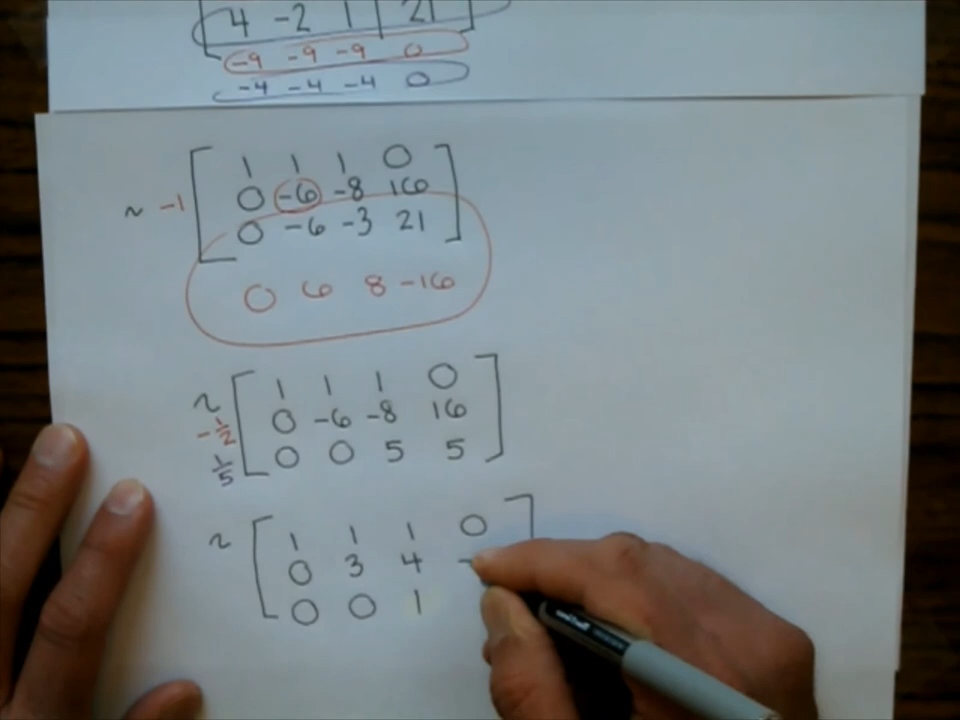 4 -2 1 21
-9 -9 -9 0
-4 -4 -4 0
1 1 1 0
~ -1 0 -6 -8 16
0 -6 -3 21
0 6 8 -16
~ 1 1 1 0
-1/2 0 -6 -8 16
1/5 0 0 5 5
~ 1 1 1 0
0 3 4 -
0 0 1